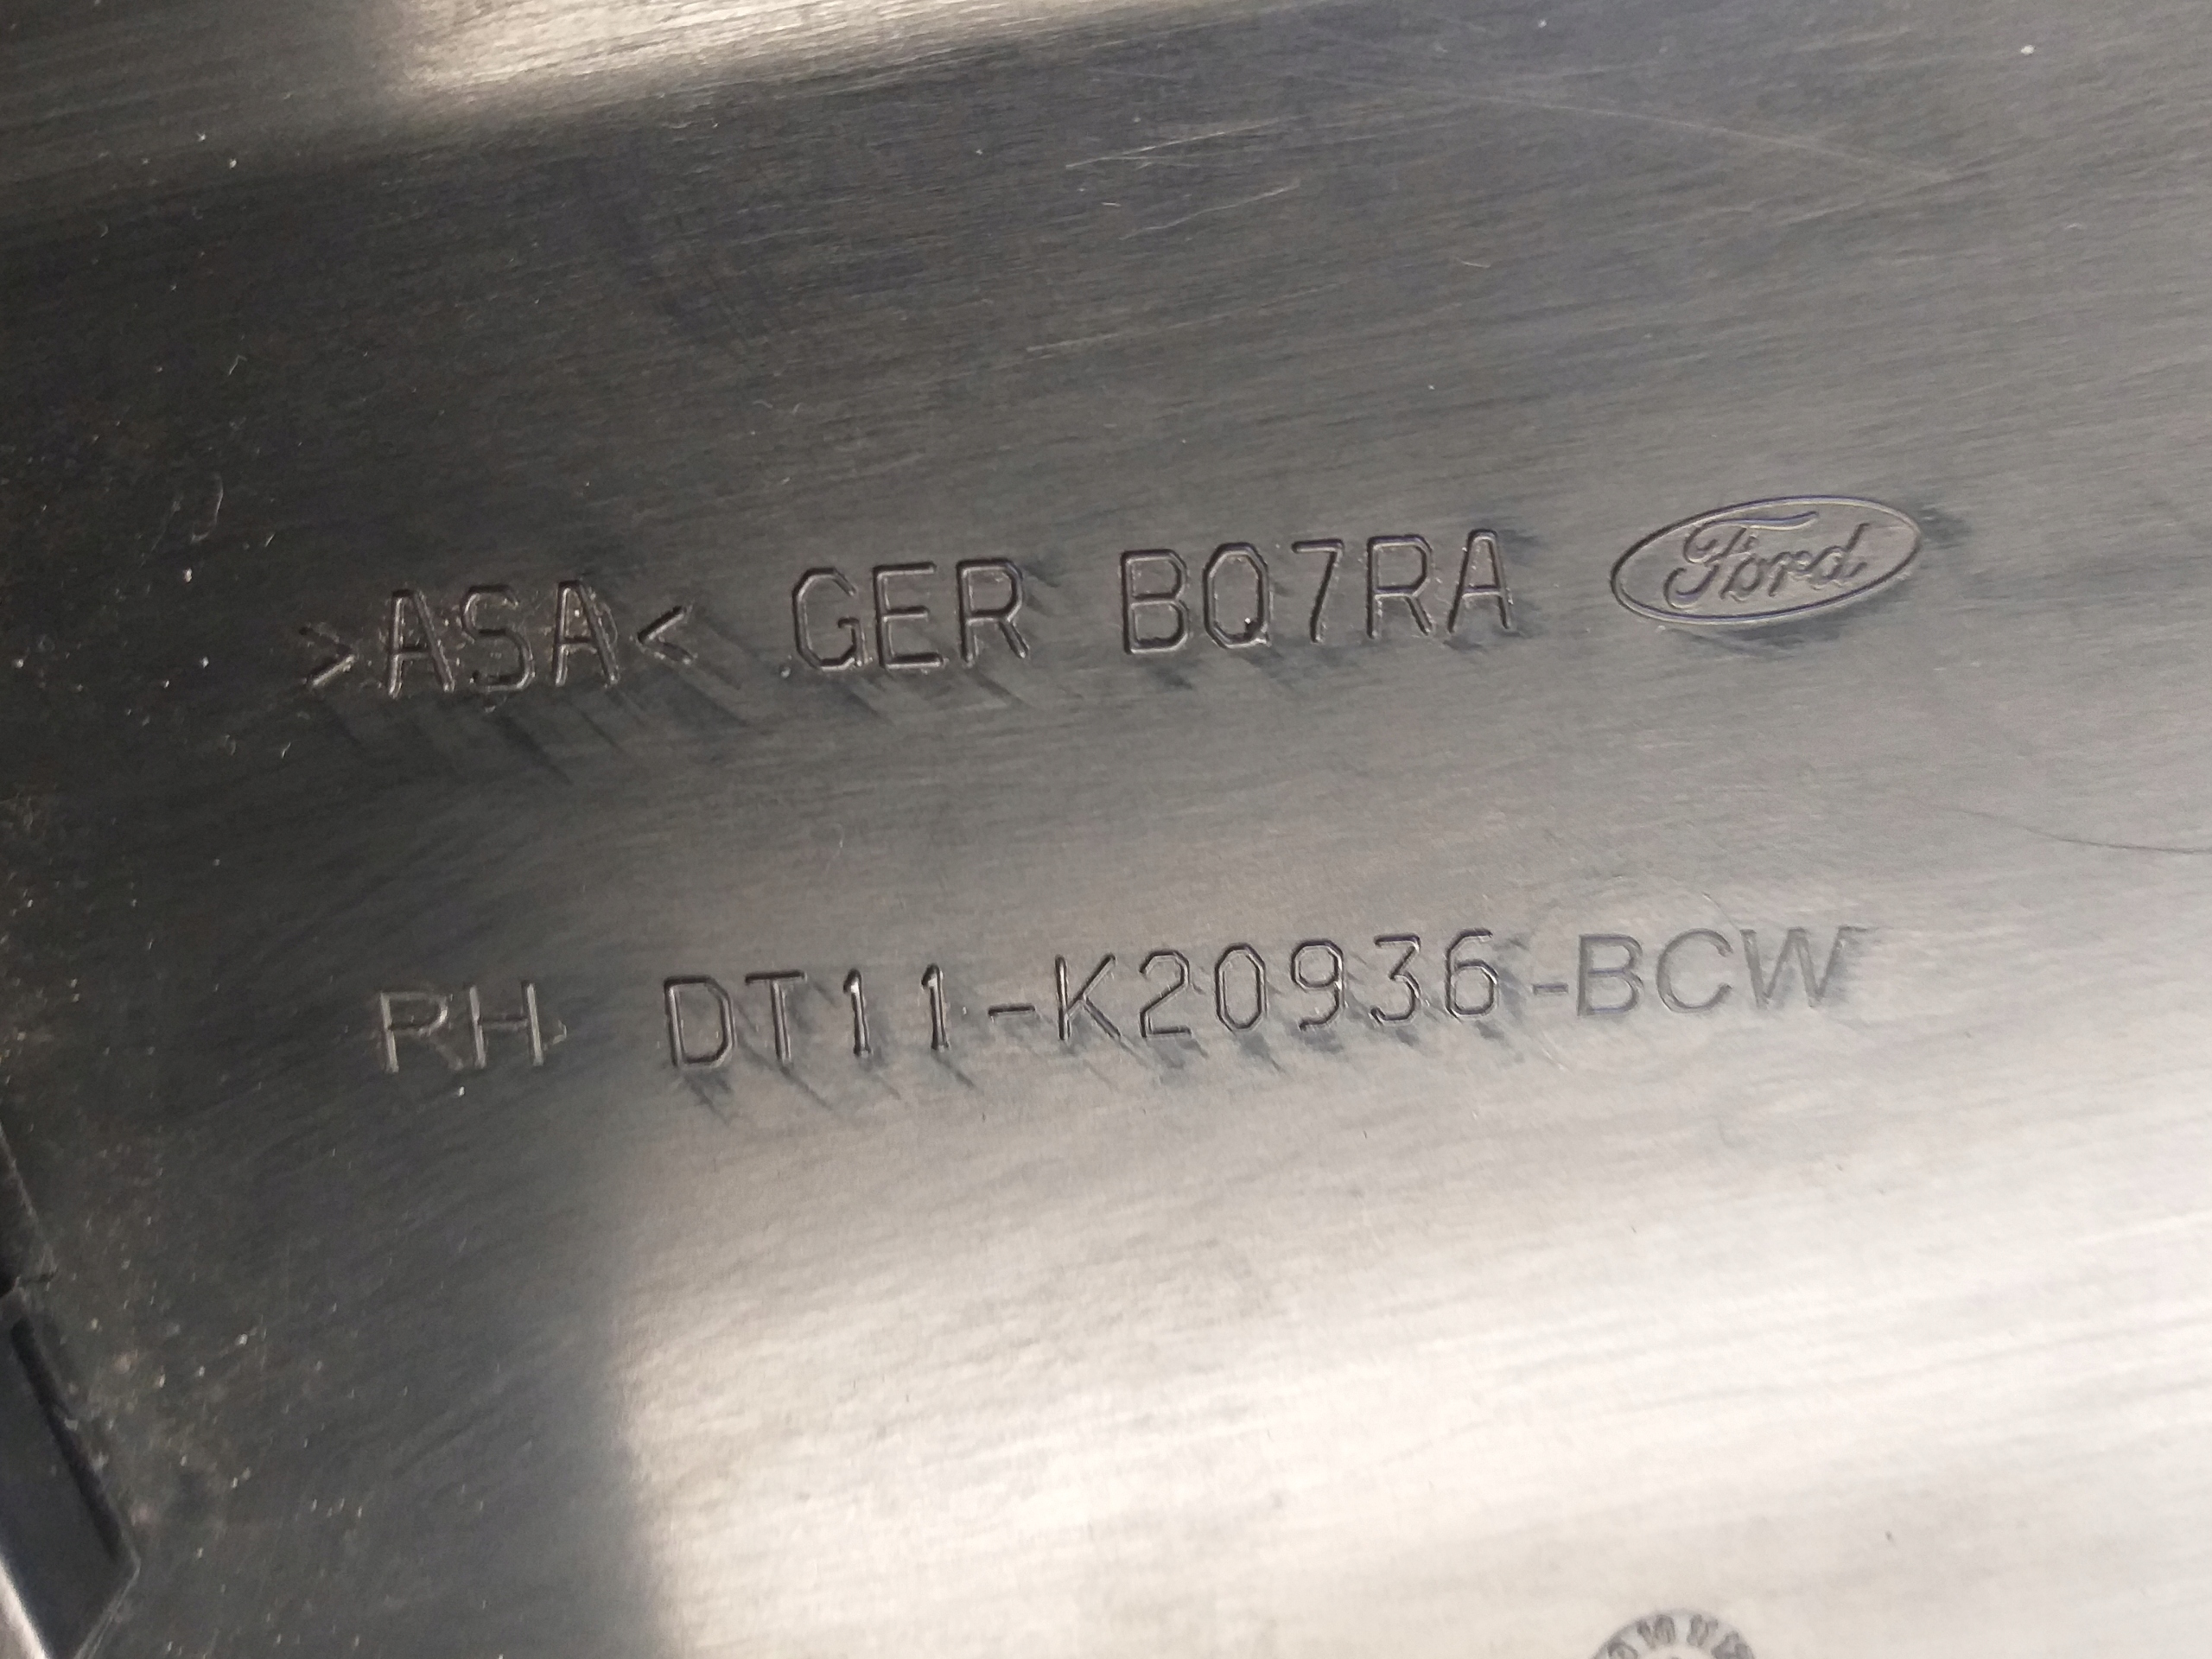 >ASA< GER BQ7RA Ford
RH DT11-K20936-BCW